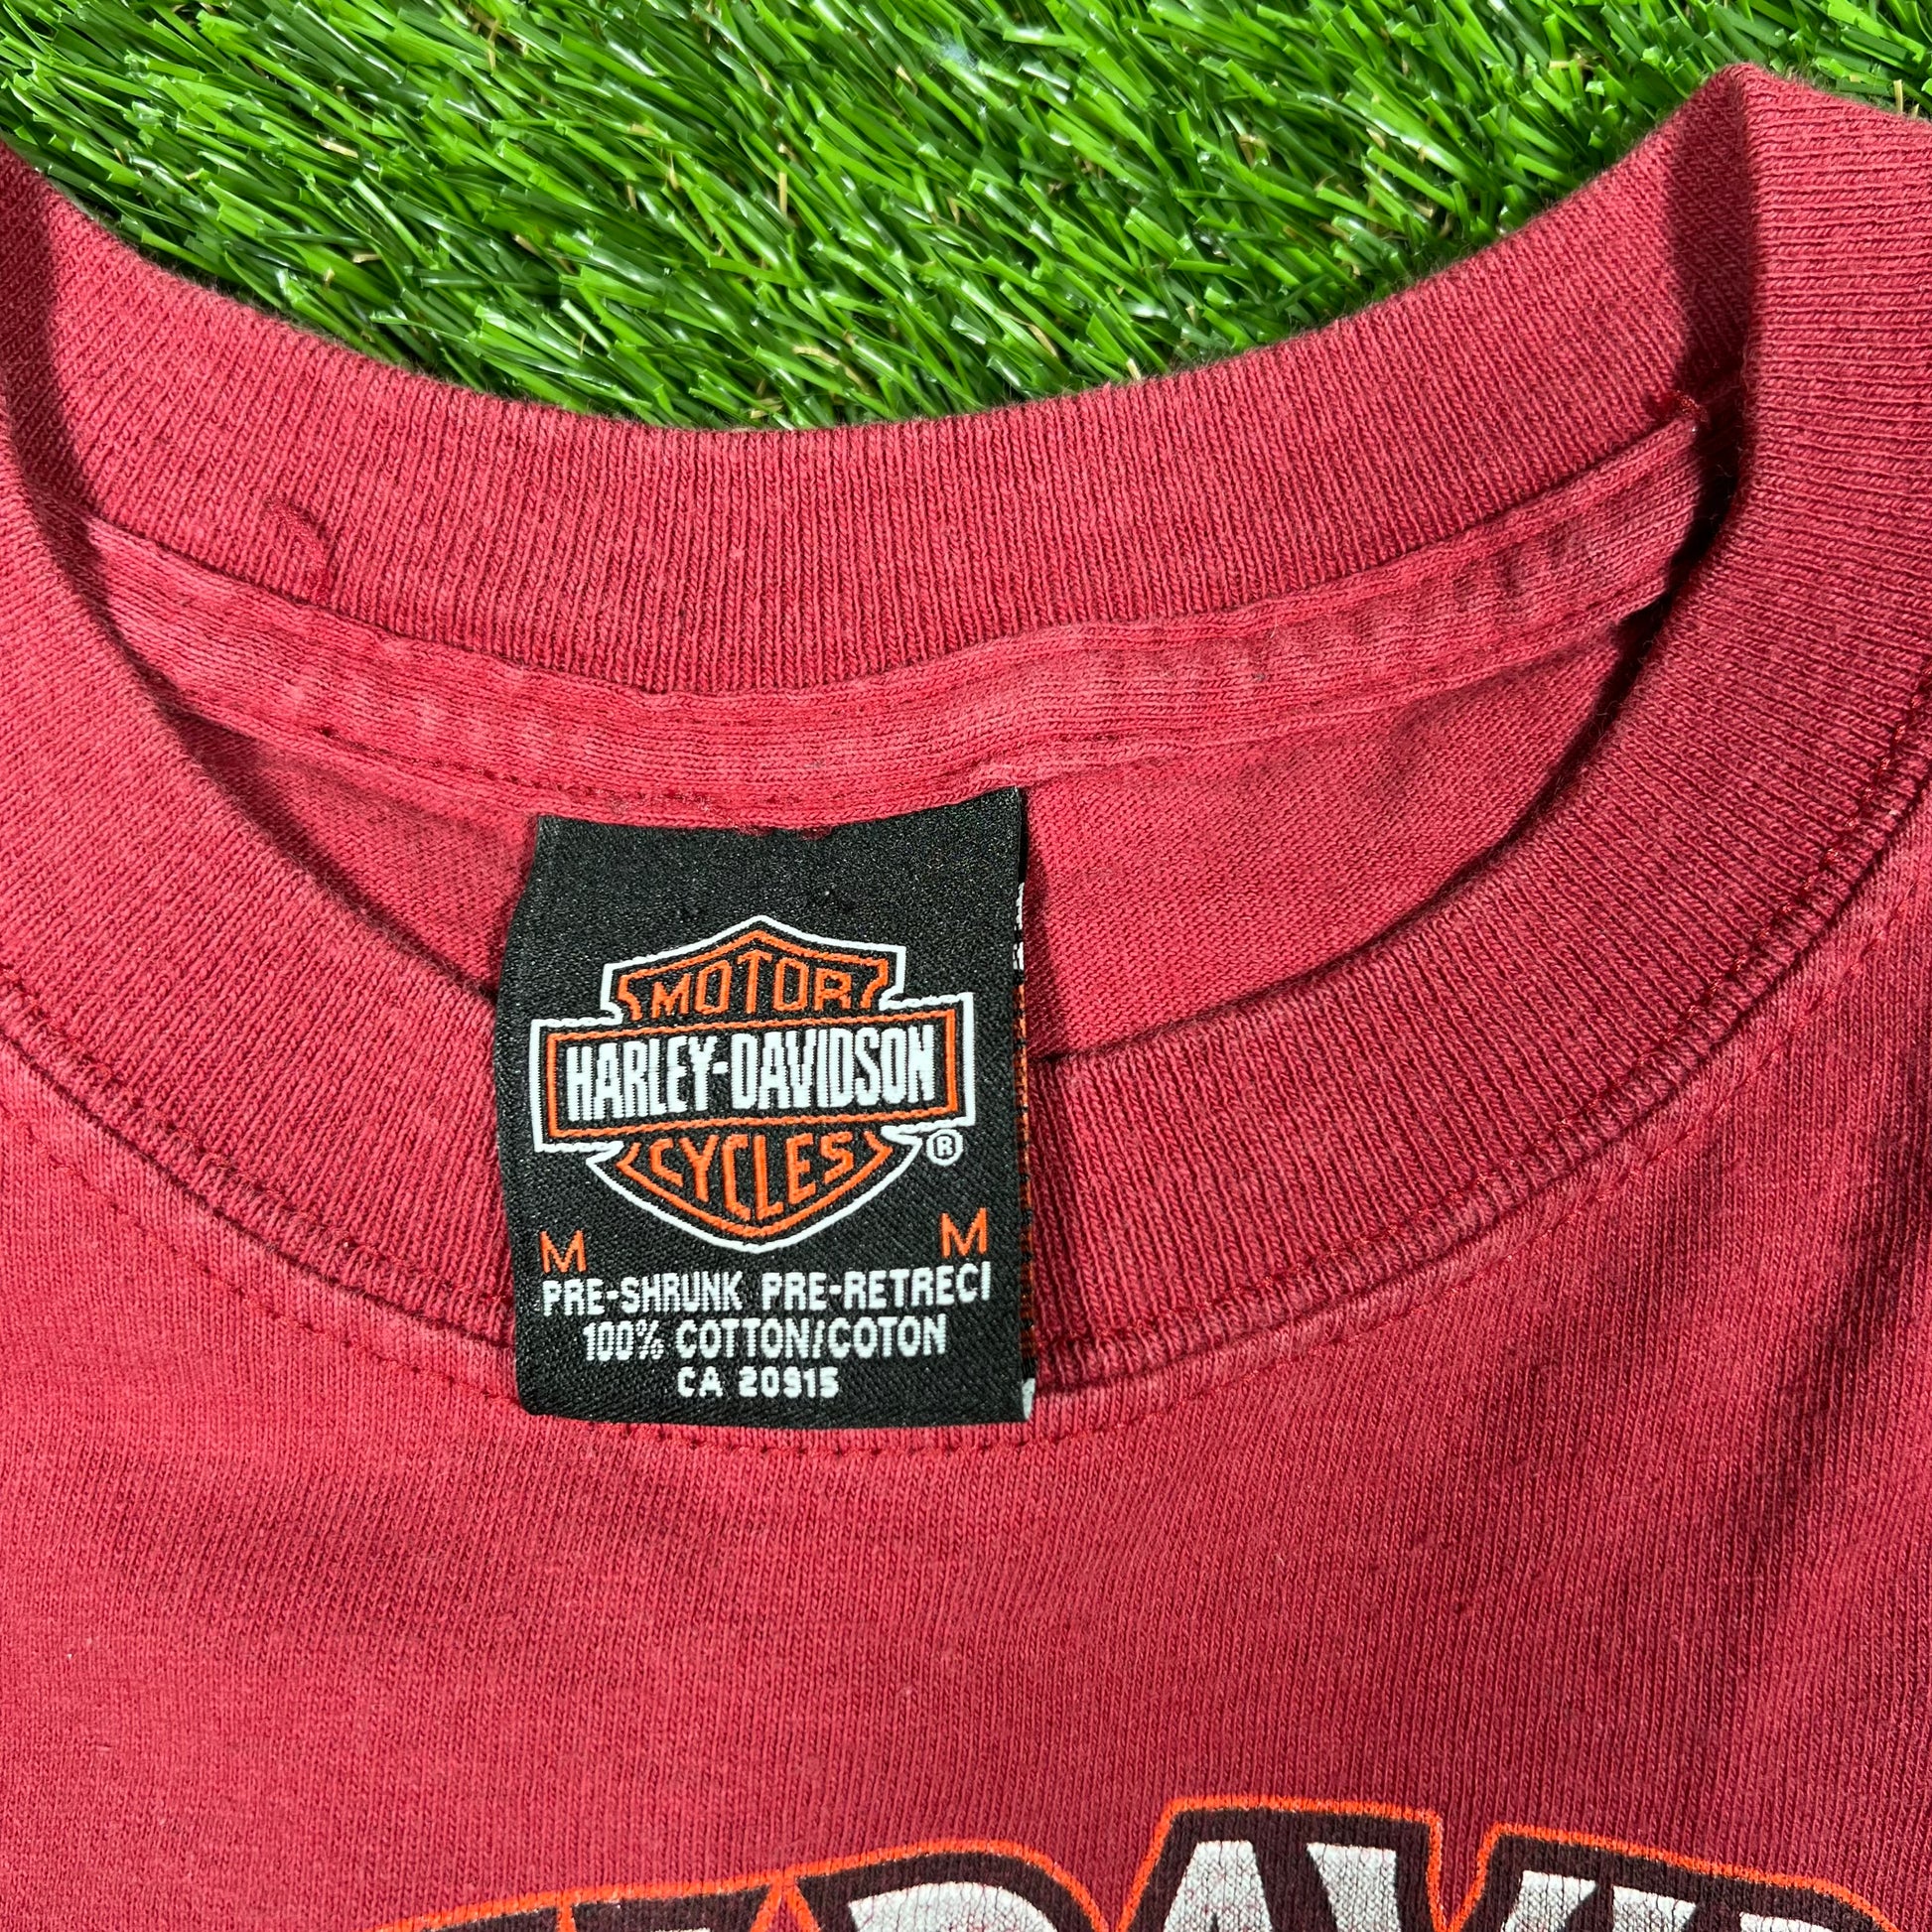 MOTOR
HARLEY-DAVIDSON
CYCLES ®
M M
PRE-SHRUNK PRE-RETRECI
100% COTTON/COTON
CA 20915